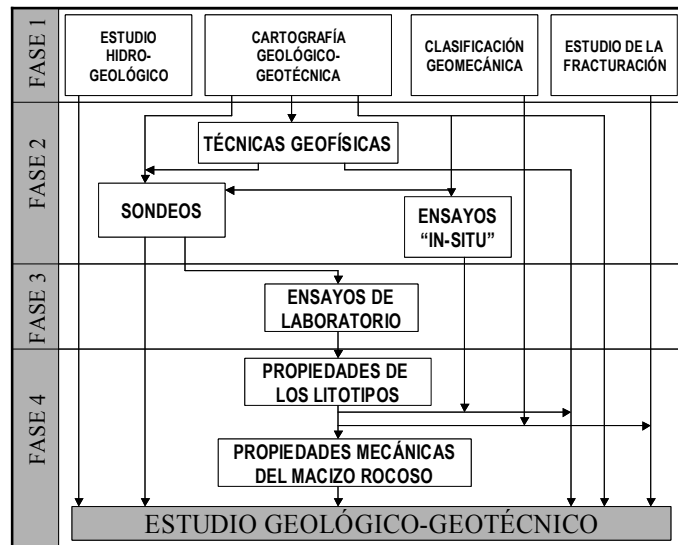 FASE 1
ESTUDIO
HIDRO-
GEOLÓGICO
CARTOGRAFÍA
GEOLÓGICO-
GEOTÉCNICA
CLASIFICACIÓN
GEOMECÁNICA
ESTUDIO DE LA
FRACTURACIÓN
FASE 2
TÉCNICAS GEOFÍSICAS
SONDEOS
ENSAYOS
“IN-SITU”
FASE 3
ENSAYOS DE
LABORATORIO
FASE 4
PROPIEDADES DE
LOS LITOTIPOS
PROPIEDADES MECÁNICAS
DEL MACIZO ROCOSO
ESTUDIO GEOLÓGICO-GEOTÉCNICO